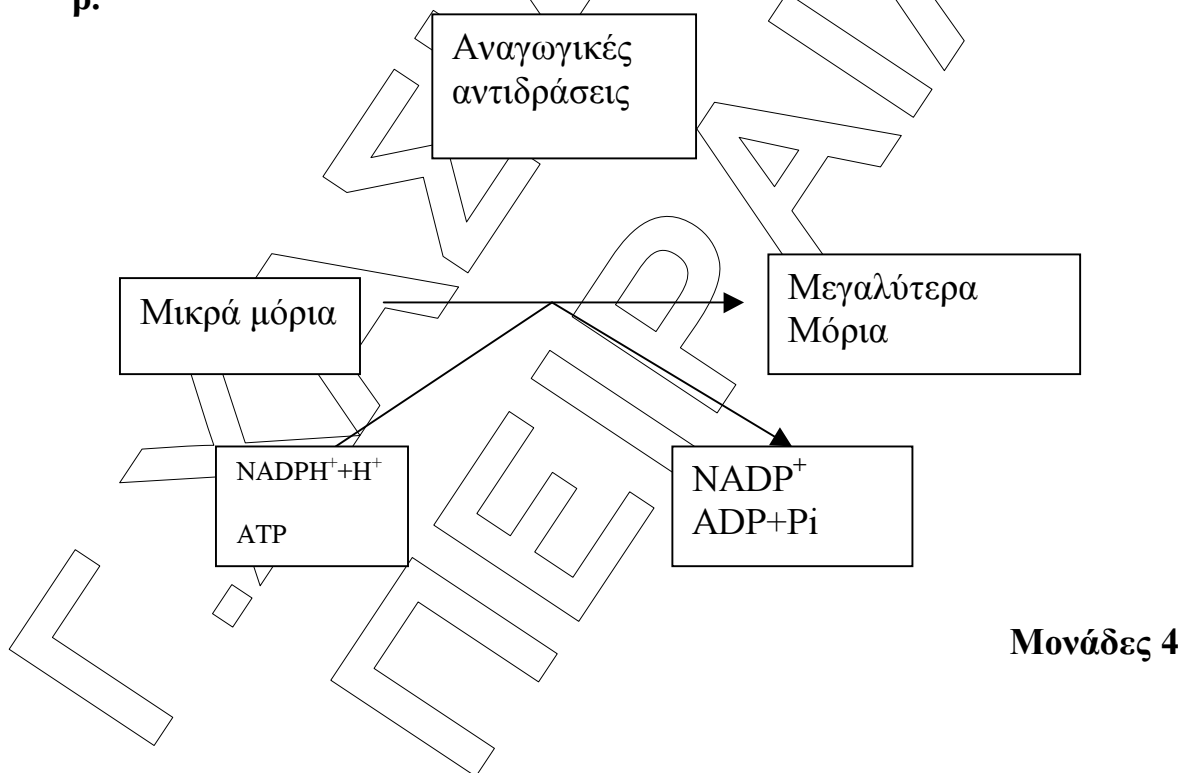 β.
Αναγωγικές
αντιδράσεις
Μικρά μόρια
Μεγαλύτερα
Μόρια
NADPH⁺+H⁺
ATP
NADP⁺
ADP+Pi
Μονάδες 4